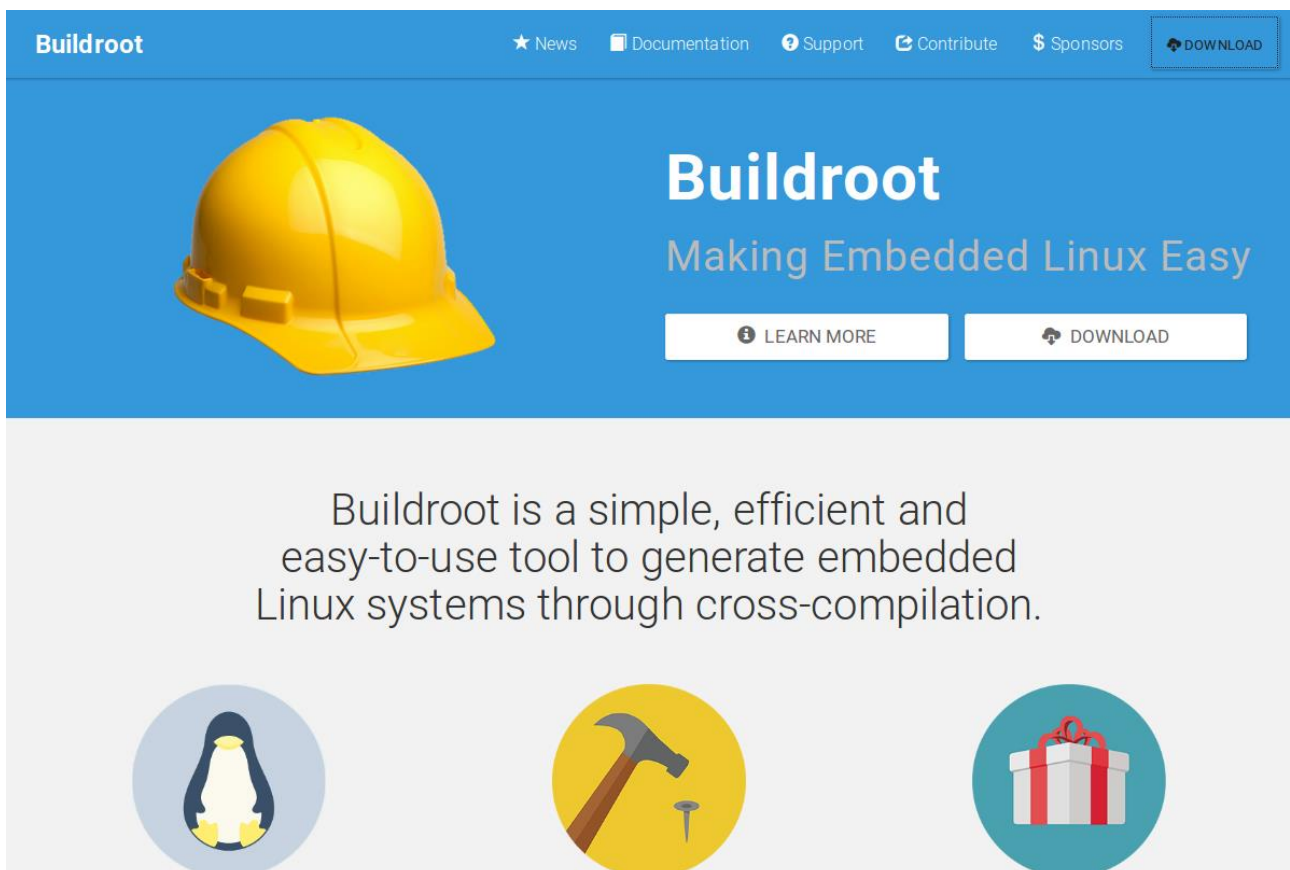 Buildroot
News Documentation Support Contribute $ Sponsors DOWNLOAD
Buildroot
Making Embedded Linux Easy
LEARN MORE DOWNLOAD
Buildroot is a simple, efficient and
easy-to-use tool to generate embedded
Linux systems through cross-compilation.